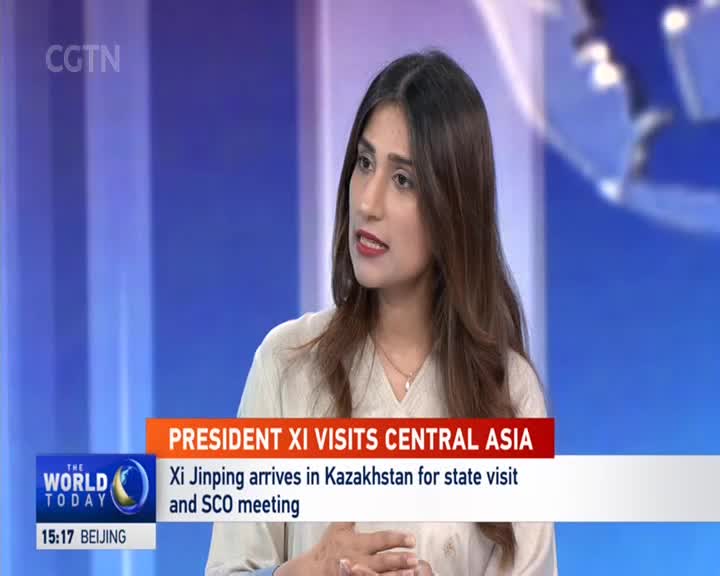 CGTN
PRESIDENT XI VISITS CENTRAL ASIA
Xi Jinping arrives in Kazakhstan for state visit
and SCO meeting
THE
WORLD
TODAY
15:17 BEIJING